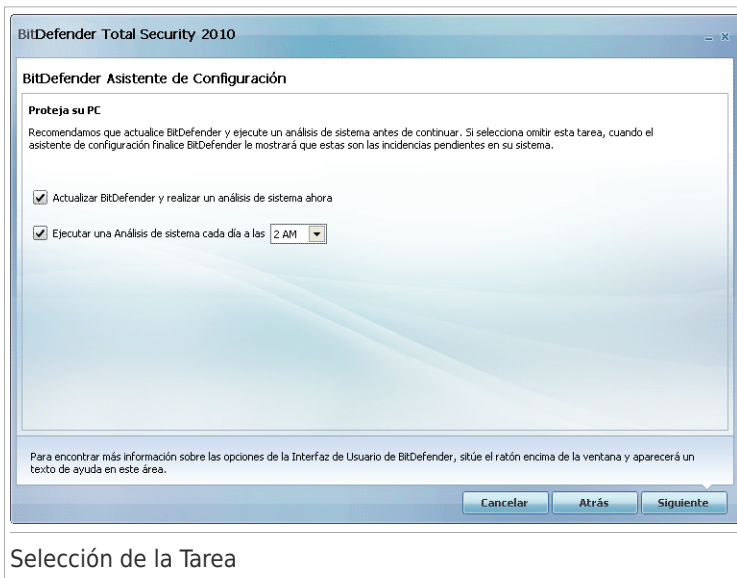 BitDefender Total Security 2010
BitDefender Asistente de Configuración
Proteja su PC
Recomendamos que actualice BitDefender y ejecute un análisis de sistema antes de continuar. Si selecciona omitir esta tarea, cuando el
asistente de configuración finalice BitDefender le mostrará que estas son las incidencias pendientes en su sistema.
Actualizar BitDefender y realizar un análisis de sistema ahora
Ejecutar una Análisis de sistema cada día a las 2 AM
Para encontrar más información sobre las opciones de la Interfaz de Usuario de BitDefender, sitúe el ratón encima de la ventana y aparecerá un
texto de ayuda en este área.
Cancelar Atrás Siguiente
Selección de la Tarea